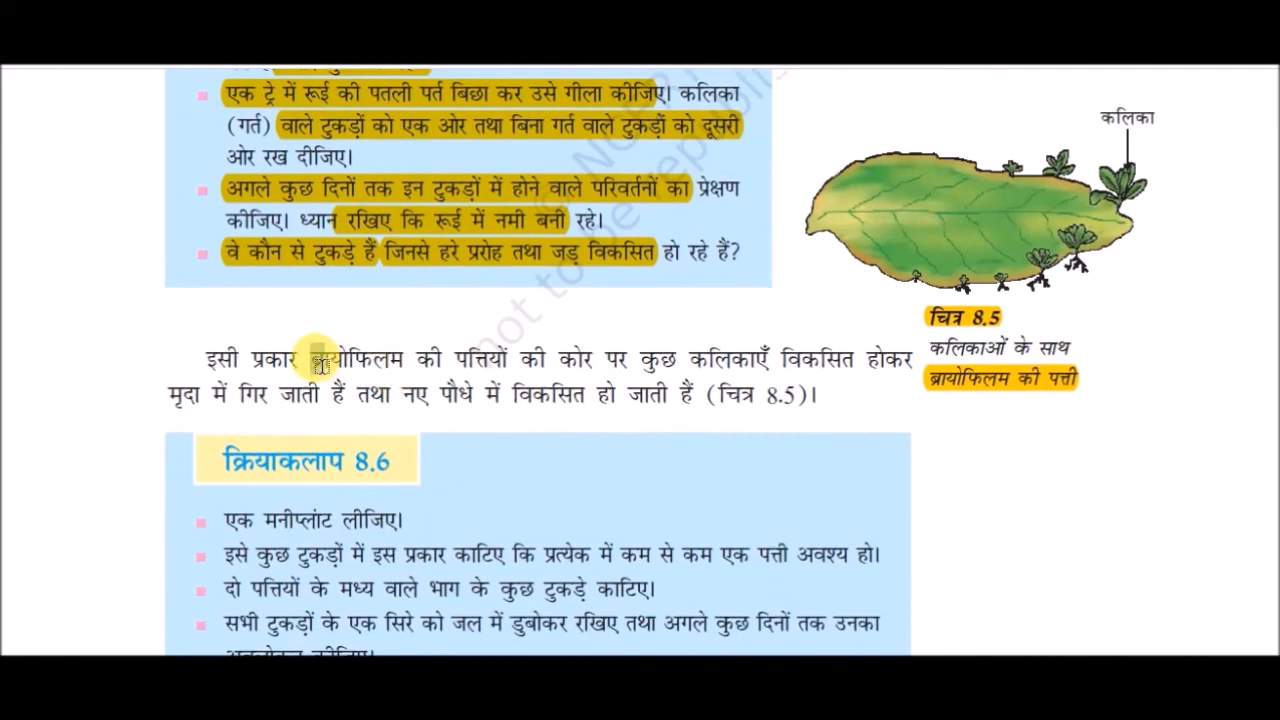 एक ट्रे में रूई की पतली पर्त बिछा कर उसे गीला कीजिए। कलिका
(गर्त) वाले टुकड़ों को एक ओर तथा बिना गर्त वाले टुकड़ों को दूसरी
ओर रख दीजिए।
अगले कुछ दिनों तक इन टुकड़ों में होने वाले परिवर्तनों का प्रेक्षण
कीजिए। ध्यान रखिए कि रूई में नमी बनी रहे।
वे कौन से टुकड़े हैं जिनसे हरे प्ररोह तथा जड़ विकसित हो रहे हैं?
कलिका
चित्र 8.5
कलिकाओं के साथ
ब्रायोफिलम की पत्ती
इसी प्रकार ब्रायोफिलम की पत्तियों की कोर पर कुछ कलिकाएँ विकसित होकर
मृदा में गिर जाती हैं तथा नए पौधे में विकसित हो जाती हैं (चित्र 8.5)।
क्रियाकलाप 8.6
एक मनीप्लांट लीजिए।
इसे कुछ टुकड़ों में इस प्रकार काटिए कि प्रत्येक में कम से कम एक पत्ती अवश्य हो।
दो पत्तियों के मध्य वाले भाग के कुछ टुकड़े काटिए।
सभी टुकड़ों के एक सिरे को जल में डुबोकर रखिए तथा अगले कुछ दिनों तक उनका
not to be republis